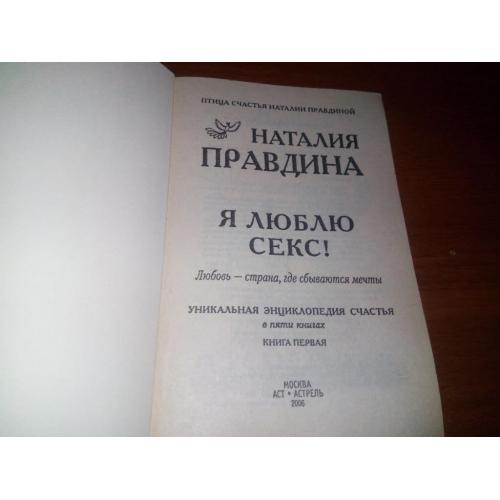 ПТИЦА СЧАСТЬЯ НАТАЛИИ ПРАВДИНОЙ
НАТАЛИЯ
ПРАВДИНА
Я ЛЮБЛЮ
СЕКС!
Любовь — страна, где сбываются мечты
УНИКАЛЬНАЯ ЭНЦИКЛОПЕДИЯ СЧАСТЬЯ
в пяти книгах
КНИГА ПЕРВАЯ
МОСКВА
АСТ • АСТРЕЛЬ
2006